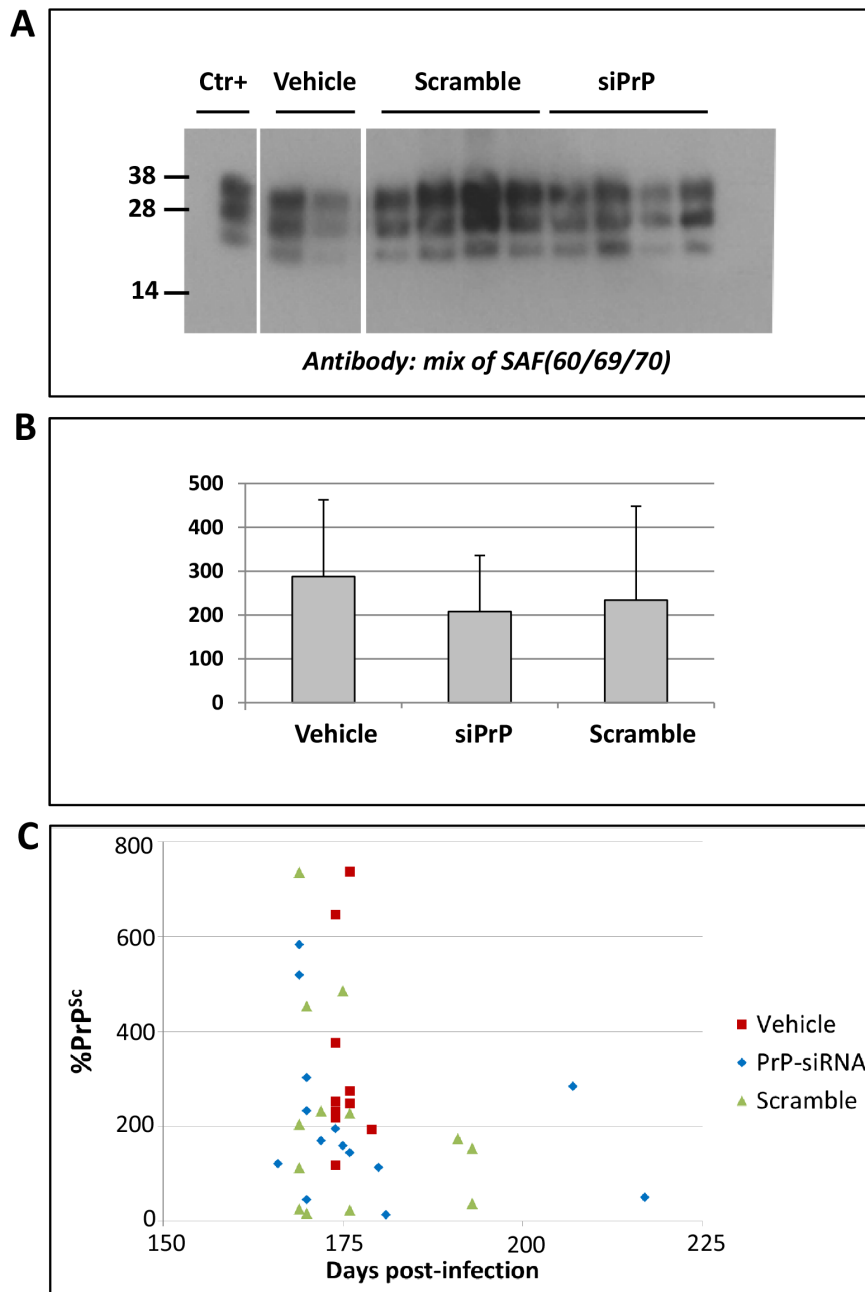 A
Ctr+ Vehicle Scramble siPrP
38
28
14
Antibody: mix of SAF(60/69/70)
B
500
400
300
200
100
0
Vehicle siPrP Scramble
C
800
600
400
200
0
%PrPSc
150 175 200 225
Days post-infection
Vehicle
PrP-siRNA
Scramble